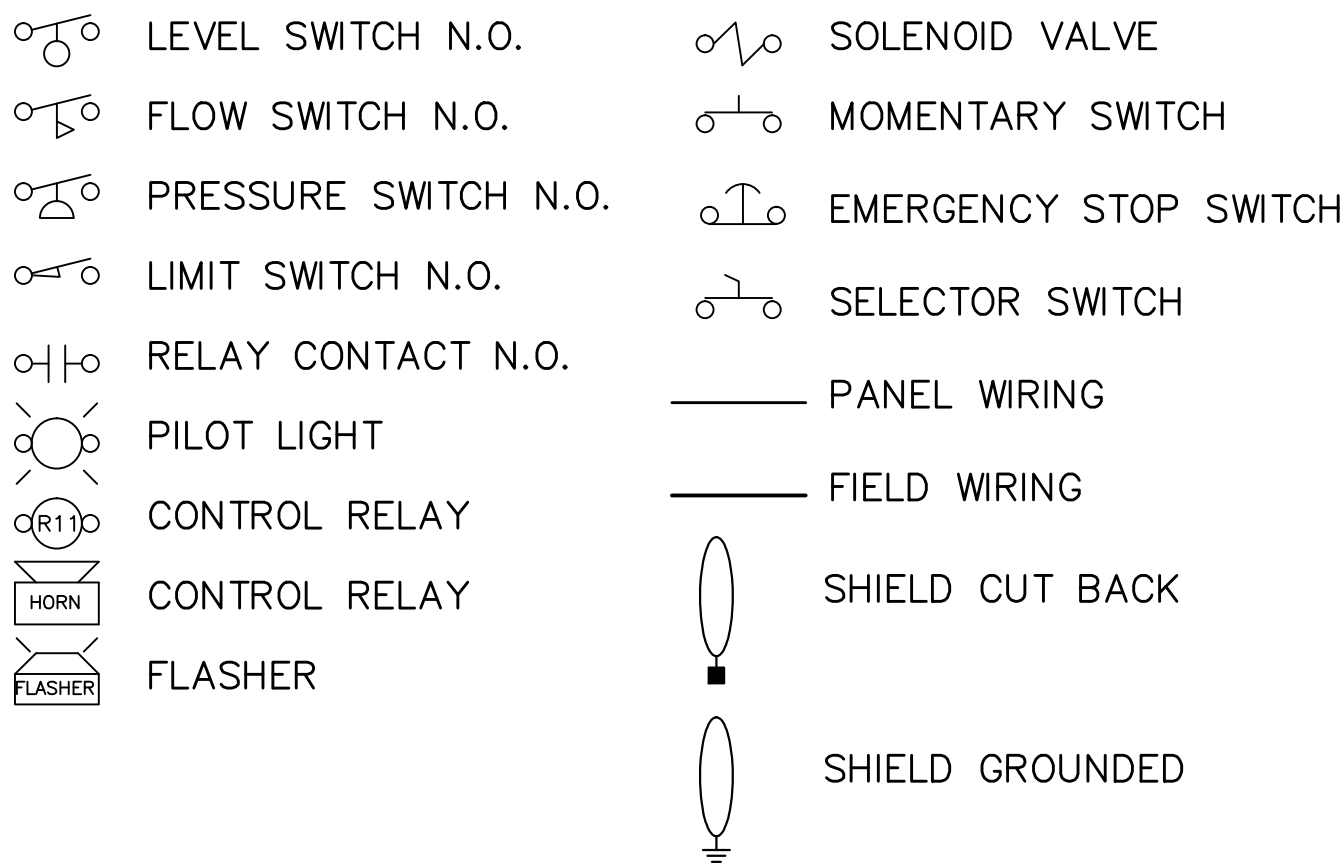 LEVEL SWITCH N.O.
FLOW SWITCH N.O.
PRESSURE SWITCH N.O.
LIMIT SWITCH N.O.
RELAY CONTACT N.O.
PILOT LIGHT
R11
CONTROL RELAY
HORN
CONTROL RELAY
FLASHER
FLASHER
SOLENOID VALVE
MOMENTARY SWITCH
EMERGENCY STOP SWITCH
SELECTOR SWITCH
PANEL WIRING
FIELD WIRING
SHIELD CUT BACK
SHIELD GROUNDED